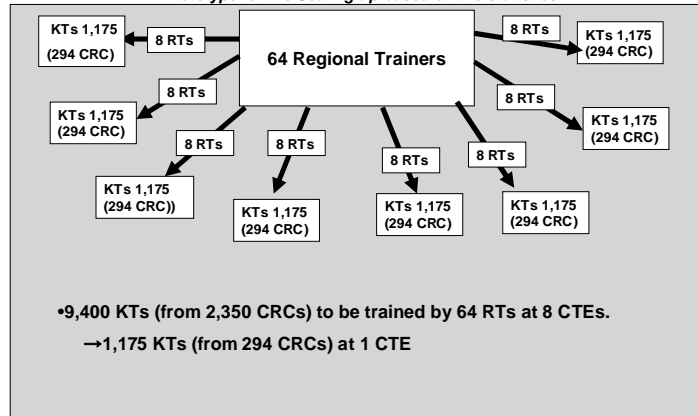 KTs 1,175
(294 CRC)
8 RTs
64 Regional Trainers
8 RTs
KTs 1,175
(294 CRC)
8 RTs
8 RTs
KTs 1,175
(294 CRC)
KTs 1,175
(294 CRC)
8 RTs
8 RTs
8 RTs
8 RTs
KTs 1,175
(294 CRC))
KTs 1,175
(294 CRC)
KTs 1,175
(294 CRC)
KTs 1,175
(294 CRC)
•9,400 KTs (from 2,350 CRCs) to be trained by 64 RTs at 8 CTEs.
→1,175 KTs (from 294 CRCs) at 1 CTE